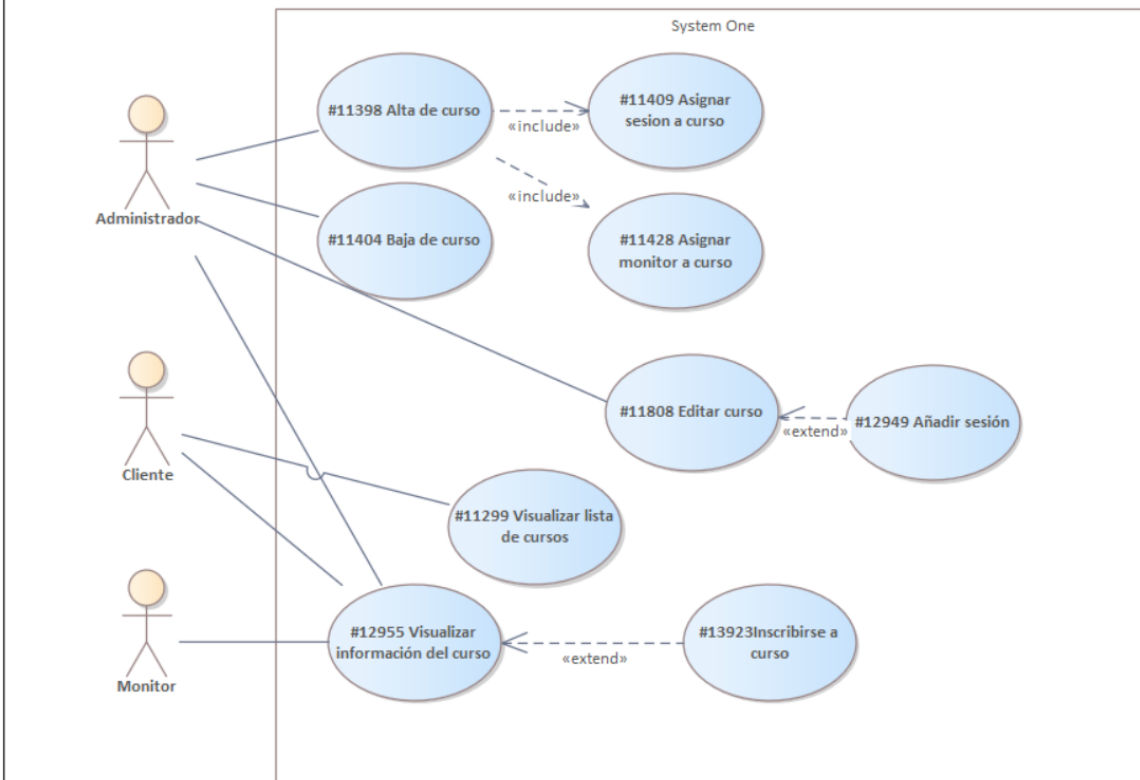 System One
#11398 Alta de curso
«include»
#11409 Asignar
sesion a curso
«include»
Administrador
#11404 Baja de curso
#11428 Asignar
monitor a curso
#11808 Editar curso
«extend»
#12949 Añadir sesión
Cliente
#11299 Visualizar lista
de cursos
Monitor
#12955 Visualizar
información del curso
«extend»
#13923Inscribirse a
curso